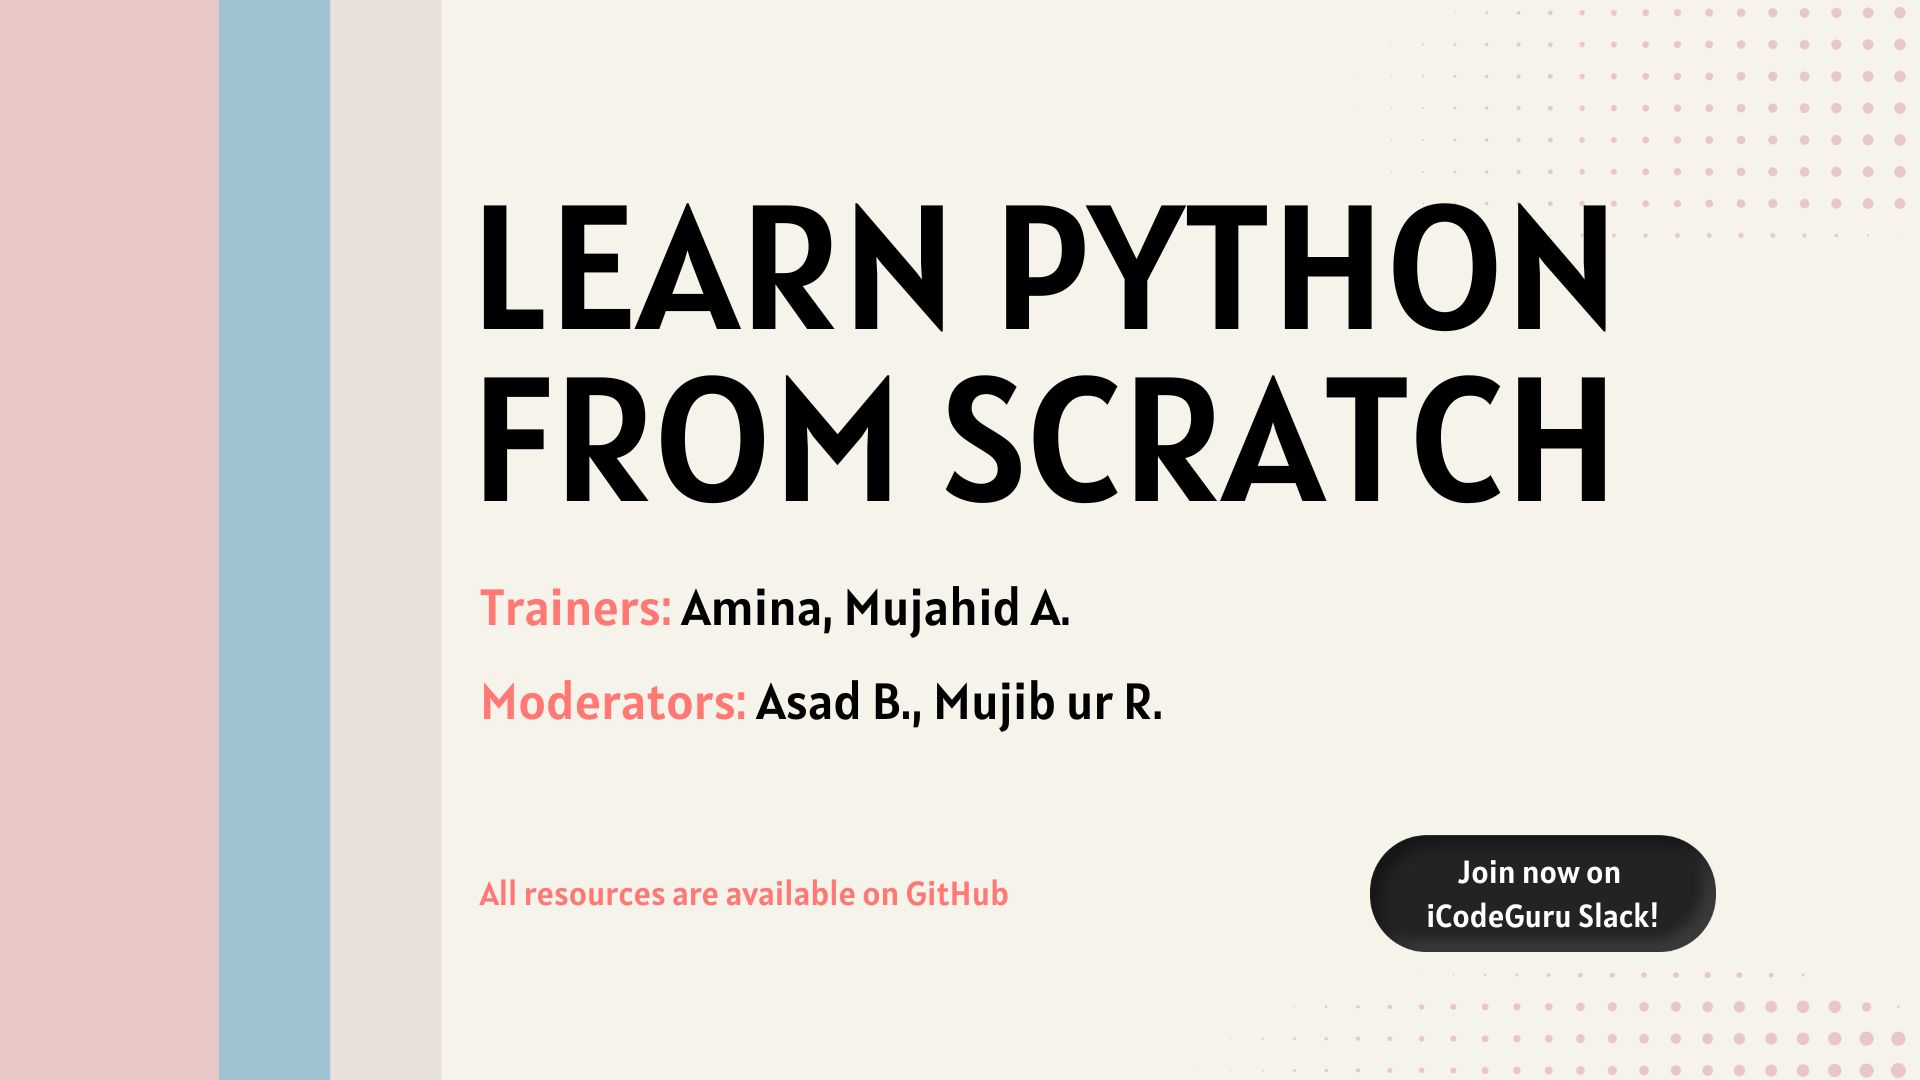 LEARN PYTHON
FROM SCRATCH
Trainers: Amina, Mujahid A.
Moderators: Asad B., Mujib ur R.
All resources are available on GitHub
Join now on
iCodeGuru Slack!